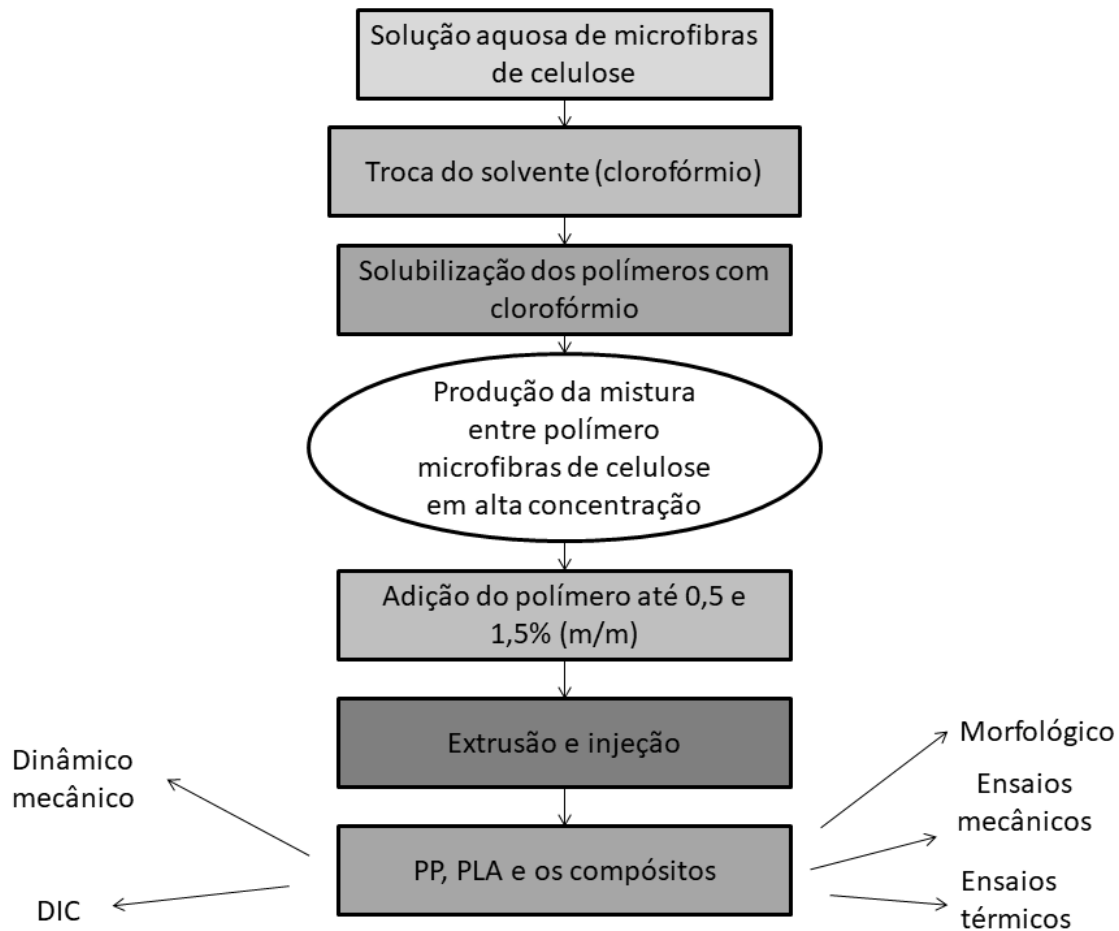 Solução aquosa de microfibras
de celulose
Troca do solvente (clorofórmio)
Solubilização dos polímeros com
clorofórmio
Produção da mistura
entre polímero
microfibras de celulose
em alta concentração
Adição do polímero até 0,5 e
1,5% (m/m)
Extrusão e injeção
PP, PLA e os compósitos
Dinâmico
mecânico
DIC
Morfológico
Ensaios
mecânicos
Ensaios
térmicos